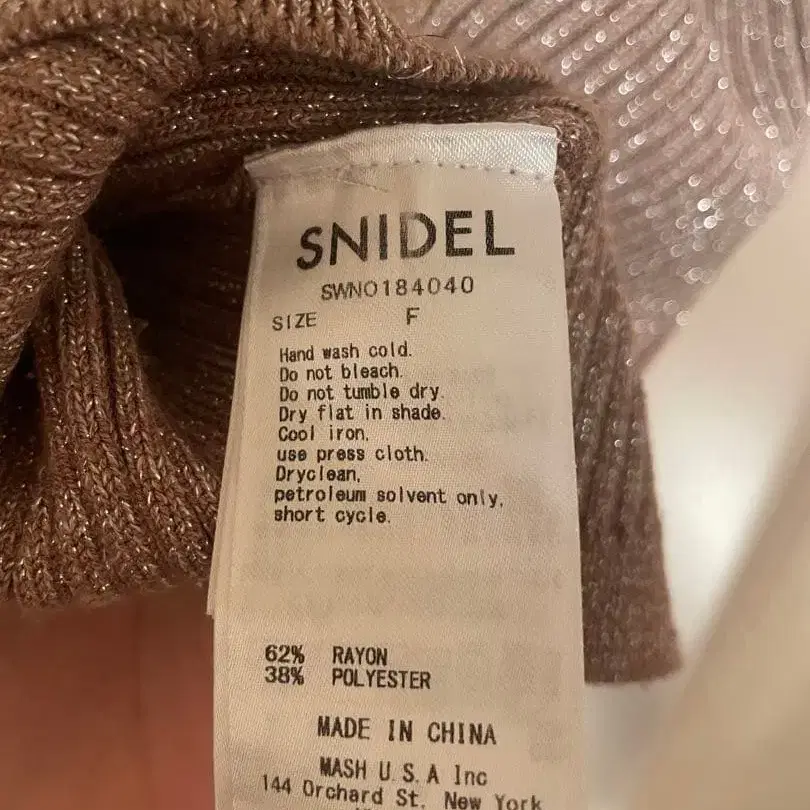 SNIDEL
SWNO184040
SIZE F
Hand wash cold.
Do not bleach.
Do not tumble dry.
Dry flat in shade.
Cool iron,
use press cloth.
Dryclean,
petroleum solvent only,
short cycle.
62% RAYON
38% POLYESTER
MADE IN CHINA
MASH U.S.A Inc
144 Orchard St, New York